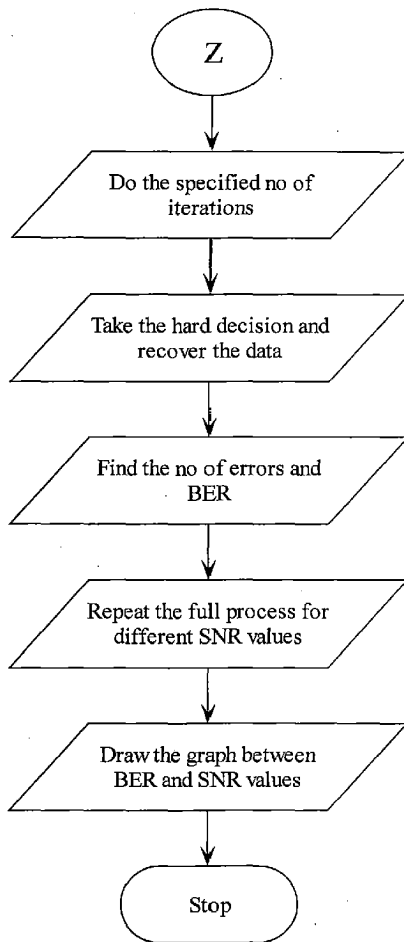 Z
Do the specified no of
iterations
Take the hard decision and
recover the data
Find the no of errors and
BER
Repeat the full process for
different SNR values
Draw the graph between
BER and SNR values
Stop